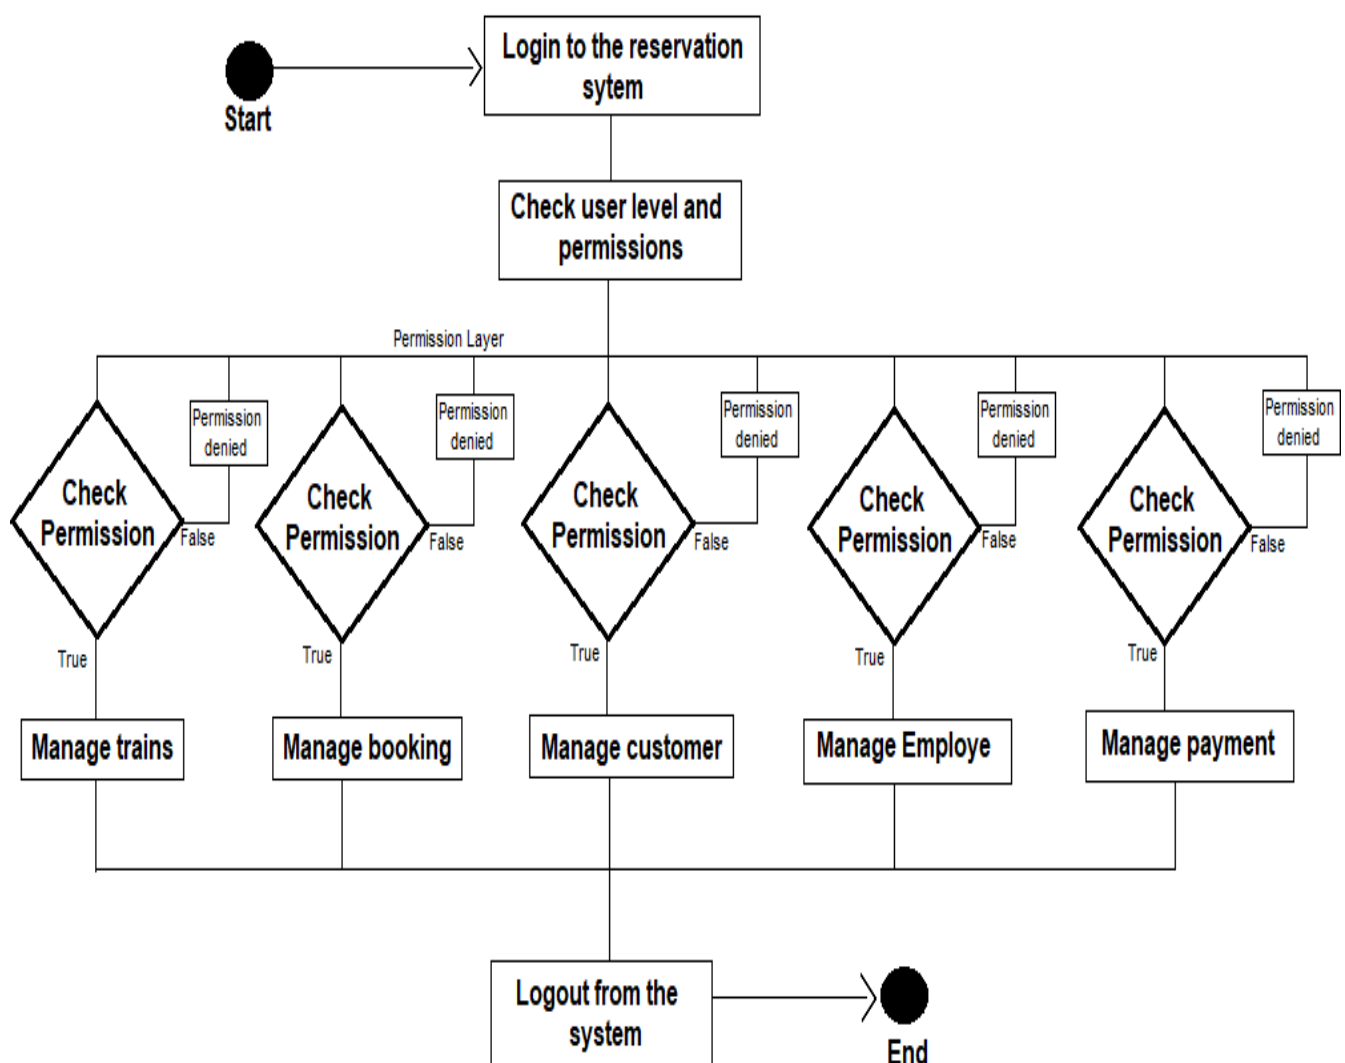 Login to the reservation
sytem
Start
Check user level and
permissions
Permission Layer
Permission
denied
Permission
denied
Permission
denied
Permission
denied
Permission
denied
Check
Permission
False
Check
Permission
False
Check
Permission
False
Check
Permission
False
Check
Permission
False
True
True
True
True
True
Manage trains
Manage booking
Manage customer
Manage Employe
Manage payment
Logout from the
system
End